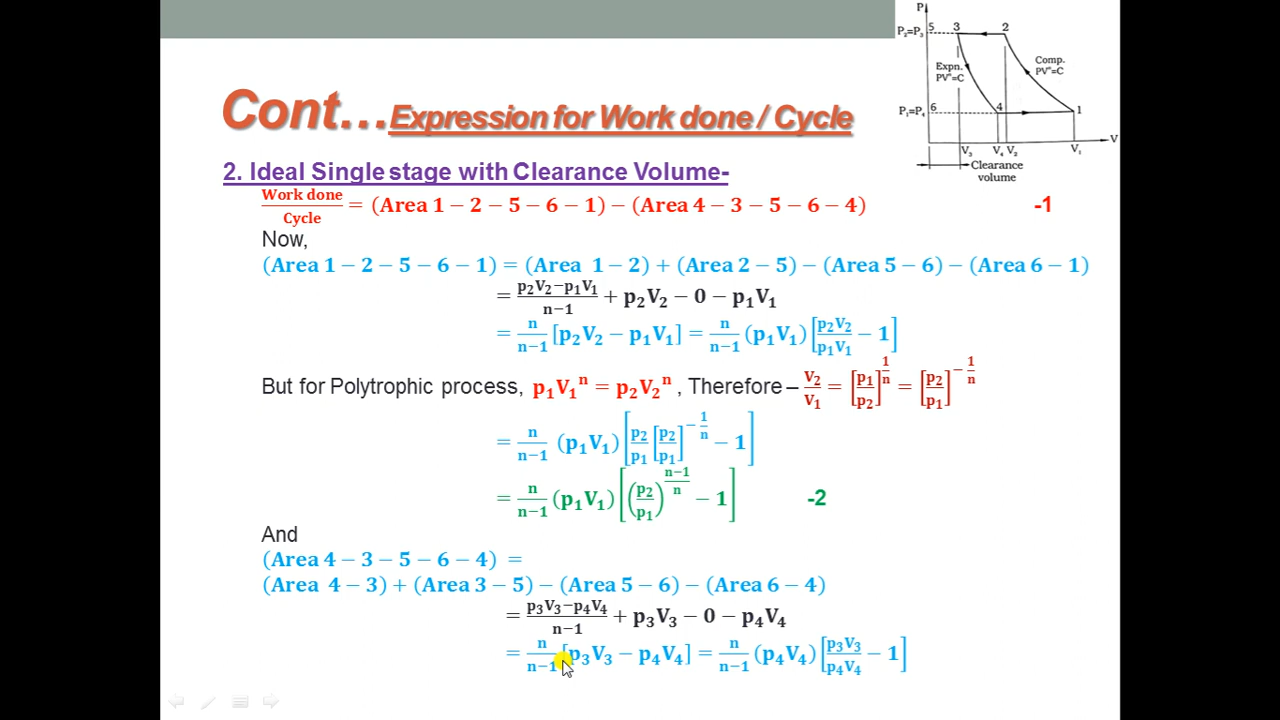 Cont…Expression for Work done / Cycle
P
P₂=P₃ 5 3 2
Expn.
PVⁿ=C
Comp.
PVⁿ=C
P₁=P₄ 6 4 1
V₃ V₄ V₂ V₁ V
Clearance
volume
2. Ideal Single stage with Clearance Volume-
Work done/Cycle = (Area 1 − 2 − 5 − 6 − 1) − (Area 4 − 3 − 5 − 6 − 4) -1
Now,
(Area 1 − 2 − 5 − 6 − 1) = (Area 1 − 2) + (Area 2 − 5) − (Area 5 − 6) − (Area 6 − 1)
= (p₂V₂−p₁V₁)/(n−1) + p₂V₂ − 0 − p₁V₁
= n/(n−1) [p₂V₂ − p₁V₁] = n/(n−1) (p₁V₁) [p₂V₂/p₁V₁ − 1]
But for Polytrophic process, p₁V₁ⁿ = p₂V₂ⁿ , Therefore – V₂/V₁ = [p₁/p₂]^(1/n) = [p₂/p₁]^(−1/n)
= n/(n−1) (p₁V₁) [p₂/p₁ [p₂/p₁]^(−1/n) − 1]
= n/(n−1) (p₁V₁) [(p₂/p₁)^((n−1)/n) − 1] -2
And
(Area 4 − 3 − 5 − 6 − 4) =
(Area 4 − 3) + (Area 3 − 5) − (Area 5 − 6) − (Area 6 − 4)
= (p₃V₃−p₄V₄)/(n−1) + p₃V₃ − 0 − p₄V₄
= n/(n−1) [p₃V₃ − p₄V₄] = n/(n−1) (p₄V₄) [p₃V₃/p₄V₄ − 1]